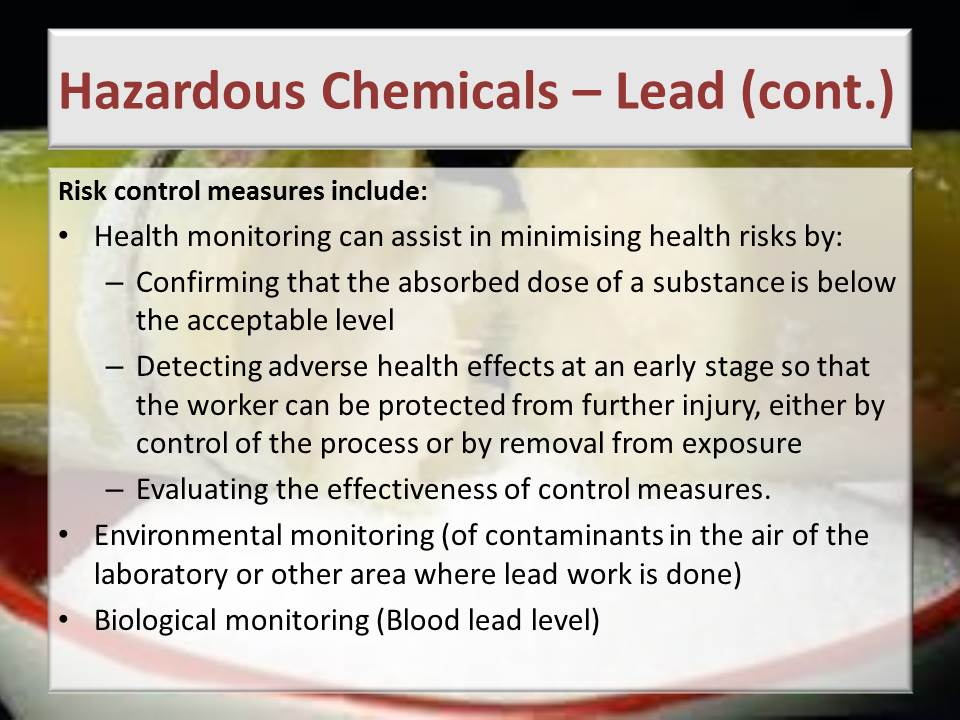 Hazardous Chemicals – Lead (cont.)
Risk control measures include:
• Health monitoring can assist in minimising health risks by:
– Confirming that the absorbed dose of a substance is below
the acceptable level
– Detecting adverse health effects at an early stage so that
the worker can be protected from further injury, either by
control of the process or by removal from exposure
– Evaluating the effectiveness of control measures.
• Environmental monitoring (of contaminants in the air of the
laboratory or other area where lead work is done)
• Biological monitoring (Blood lead level)